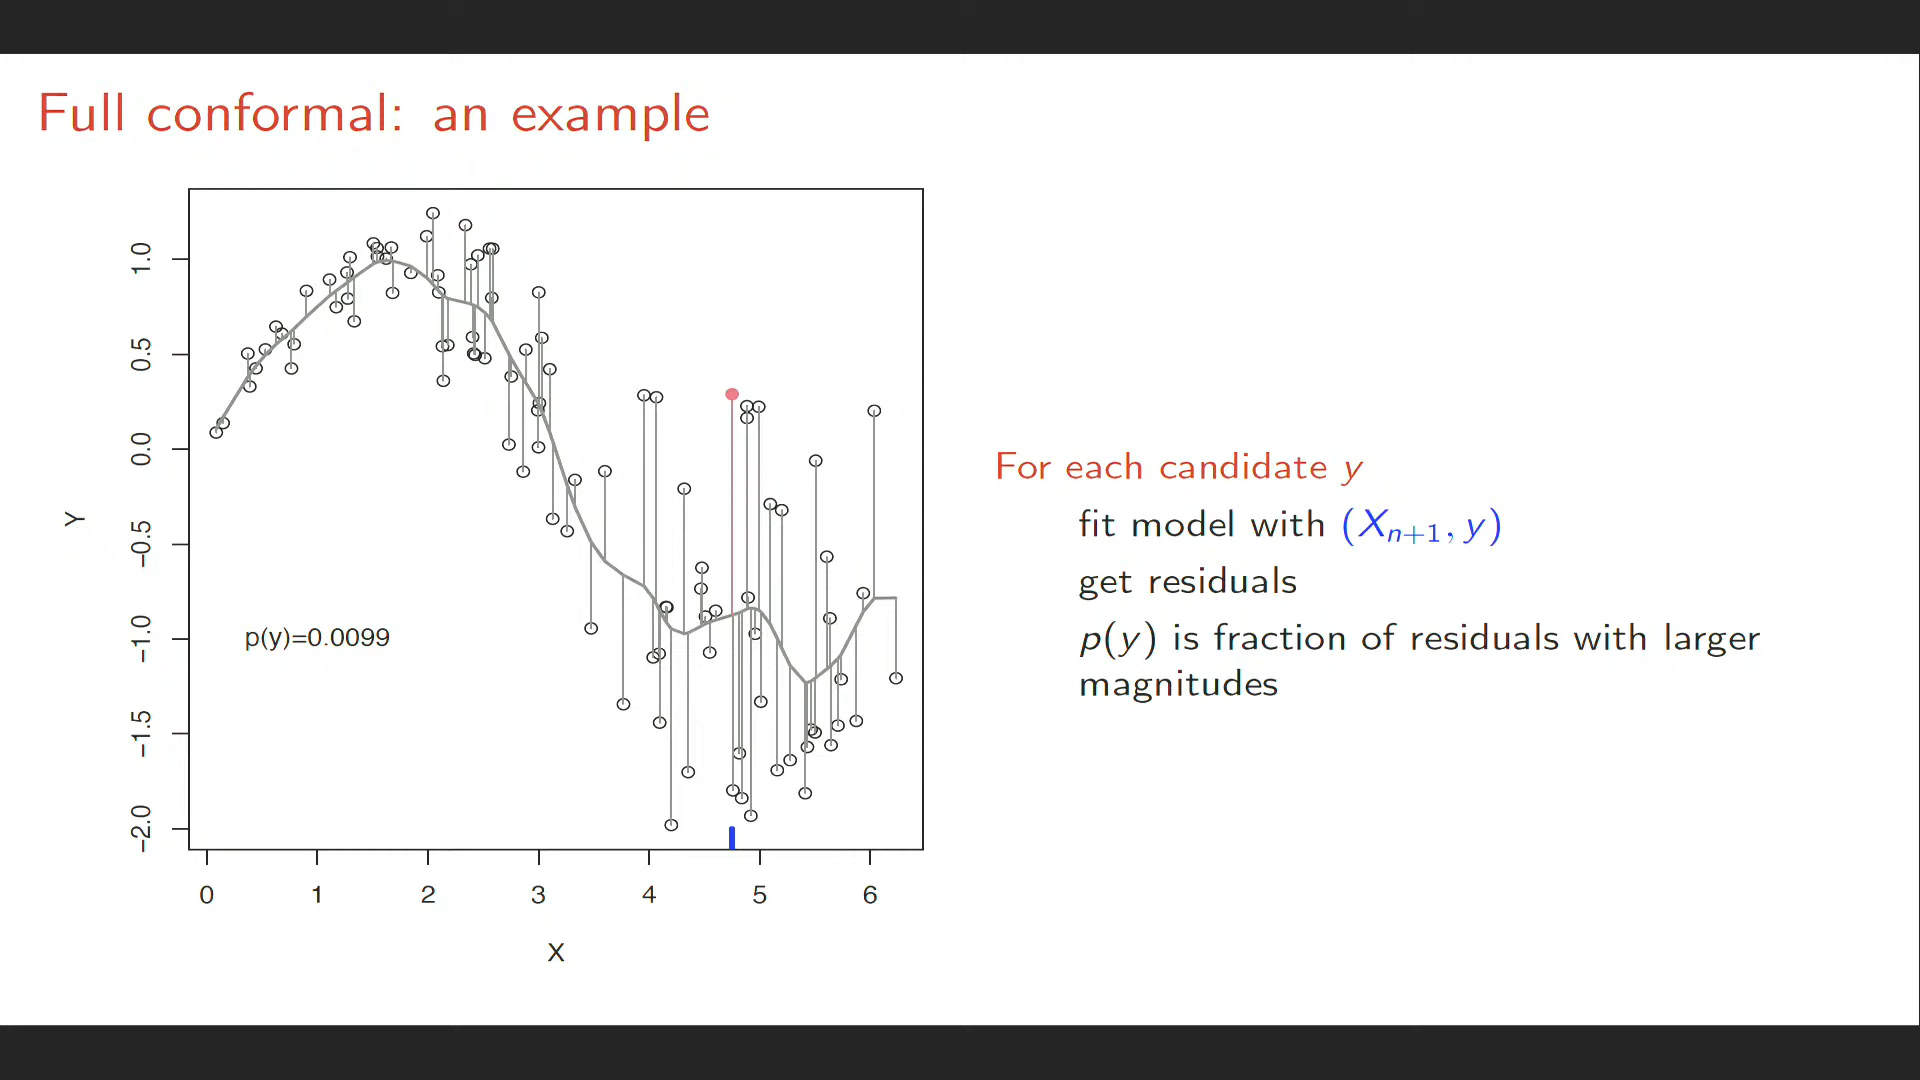 Full conformal: an example
1.0
0.5
0.0
−0.5
−1.0
−1.5
−2.0
Y
p(y)=0.0099
0 1 2 3 4 5 6
X
For each candidate y
fit model with (Xₙ₊₁, y)
get residuals
p(y) is fraction of residuals with larger
magnitudes